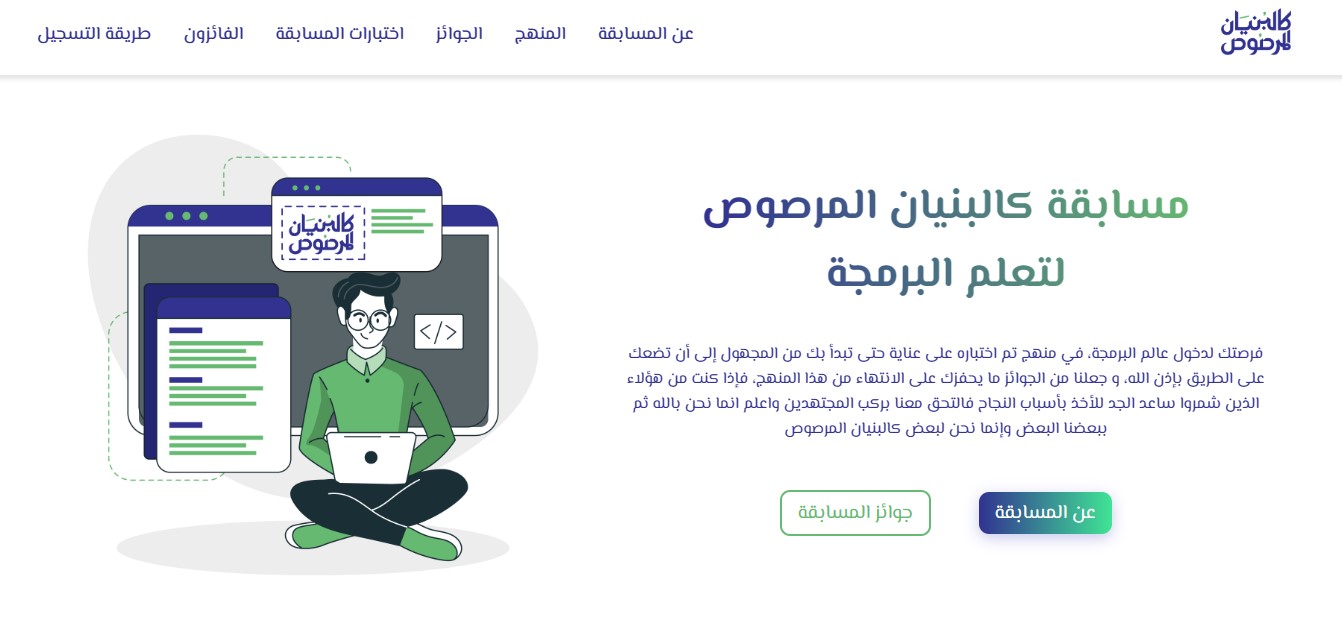 كالبنيان
المرصوص
عن المسابقة
المنهج
الجوائز
اختبارات المسابقة
الفائزون
طريقة التسجيل
مسابقة كالبنيان المرصوص
لتعلم البرمجة
فرصتك لدخول عالم البرمجة، في منهج تم اختباره على عناية حتى تبدأ بك من المجهول إلى أن تضعك
على الطريق بإذن الله، و جعلنا من الجوائز ما يحفزك على الانتهاء من هذا المنهج، فإذا كنت من هؤلاء
الذين شمروا ساعد الجد للأخذ بأسباب النجاح فالتحق معنا بركب المجتهدين واعلم انما نحن بالله ثم
ببعضنا البعض وإنما نحن لبعض كالبنيان المرصوص
عن المسابقة
جوائز المسابقة
كالبنيان
المرصوص
</>